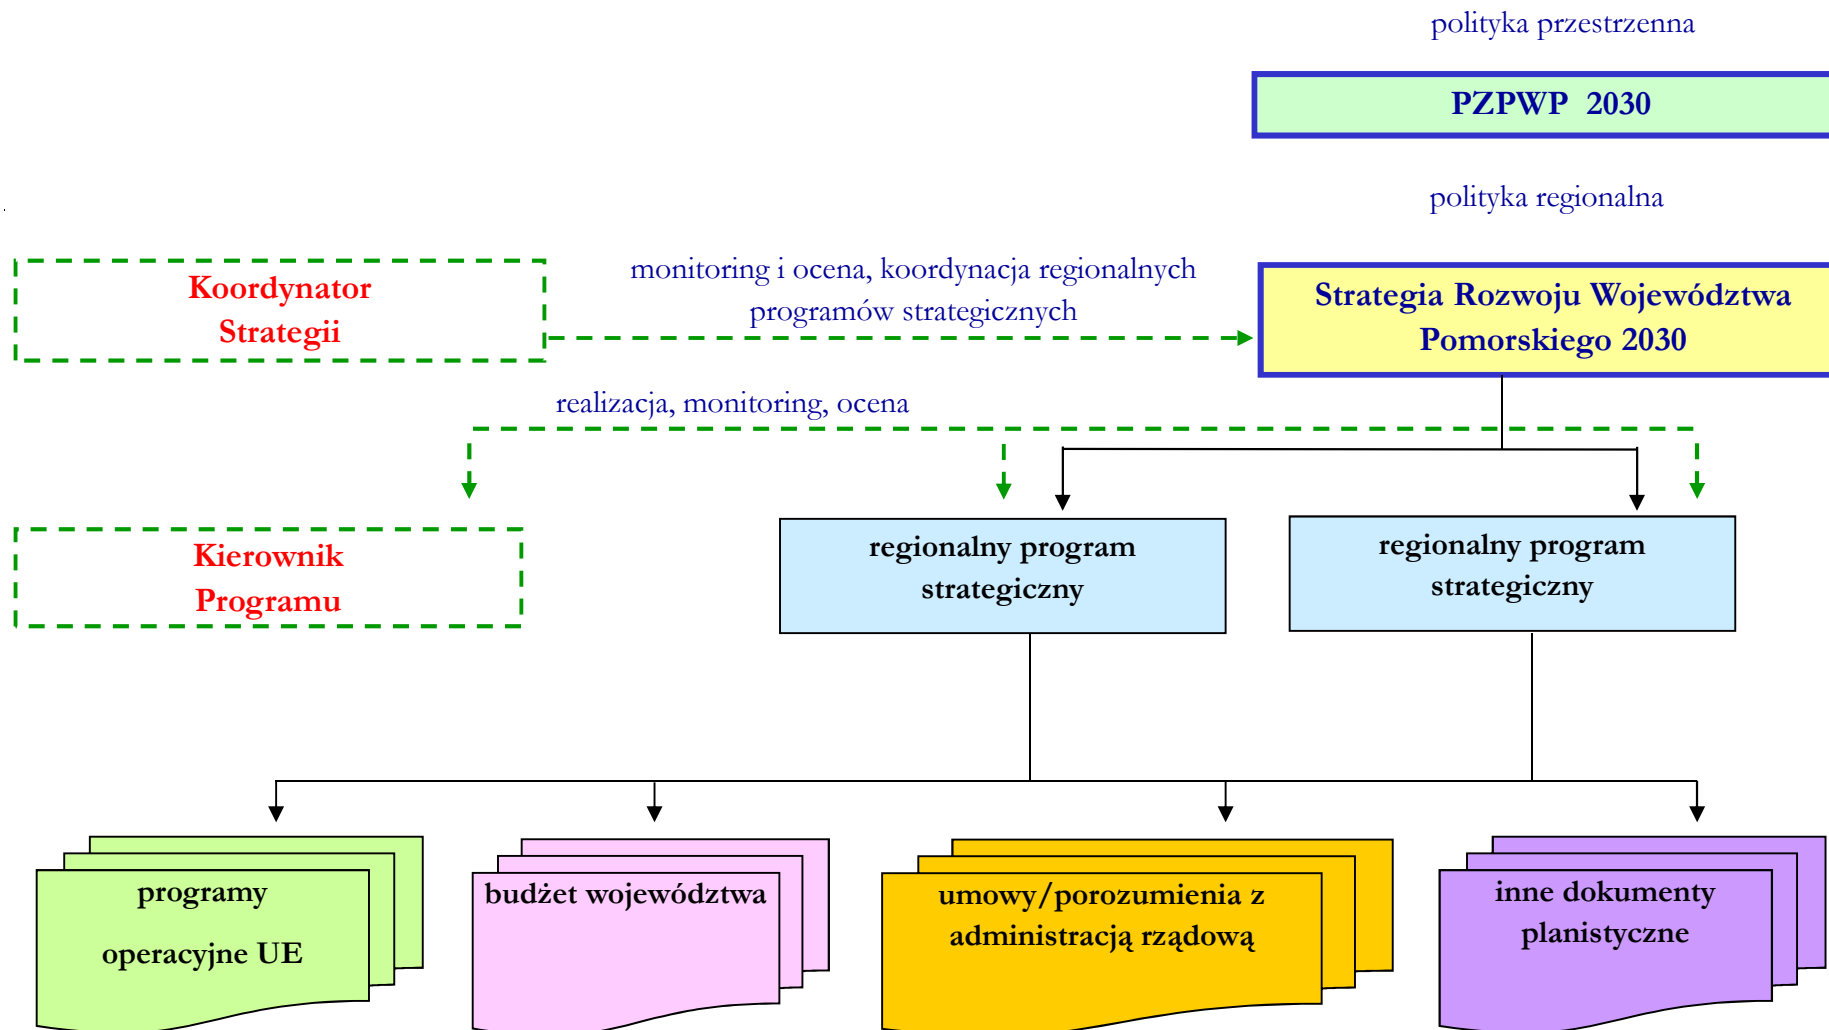 polityka przestrzenna
PZPWP 2030
polityka regionalna
Koordynator
Strategii
monitoring i ocena, koordynacja regionalnych
programów strategicznych
Strategia Rozwoju Województwa
Pomorskiego 2030
realizacja, monitoring, ocena
Kierownik
Programu
regionalny program
strategiczny
regionalny program
strategiczny
programy
operacyjne UE
budżet województwa
umowy/porozumienia z
administracją rządową
inne dokumenty
planistyczne